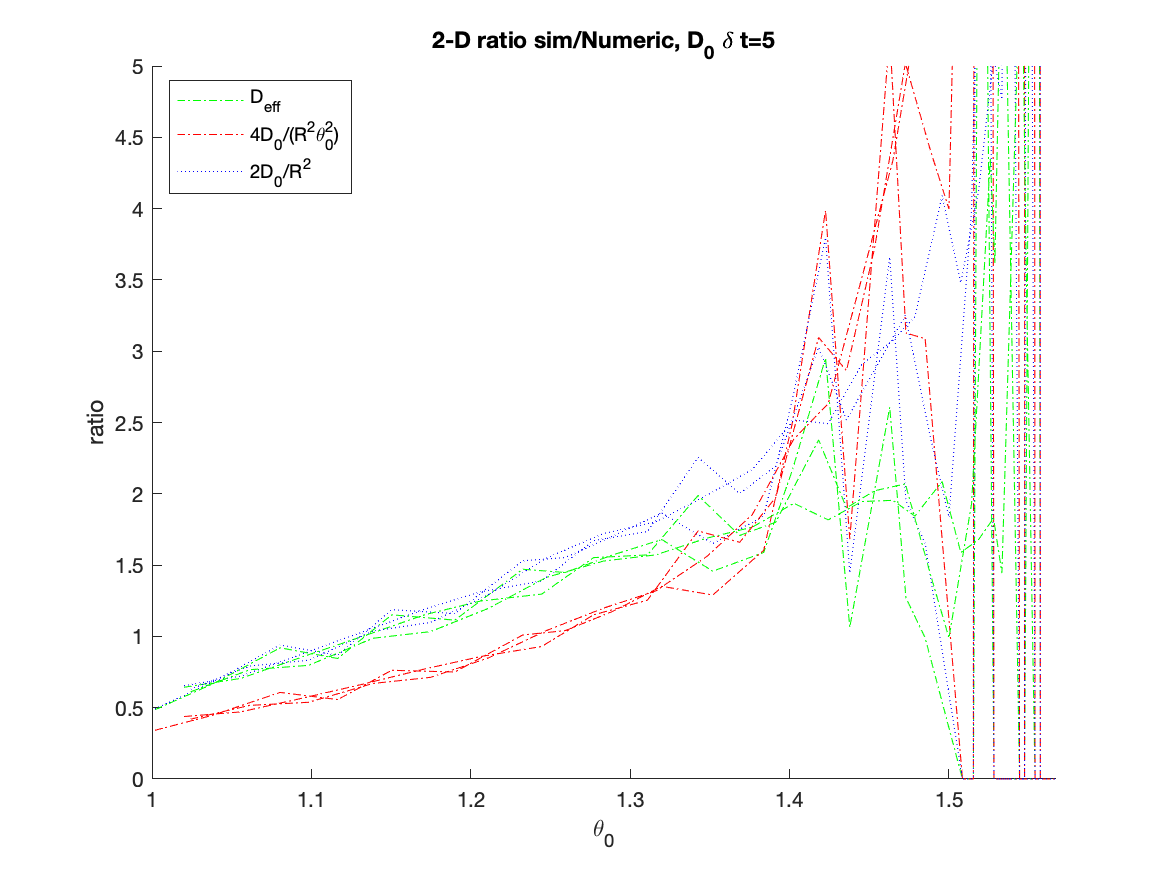 2-D ratio sim/Numeric, D₀ δ t=5
5
4.5
4
3.5
3
2.5
2
1.5
1
0.5
0
ratio
D_eff
4D₀/(R²θ₀²)
2D₀/R²
1
1.1
1.2
1.3
1.4
1.5
θ₀